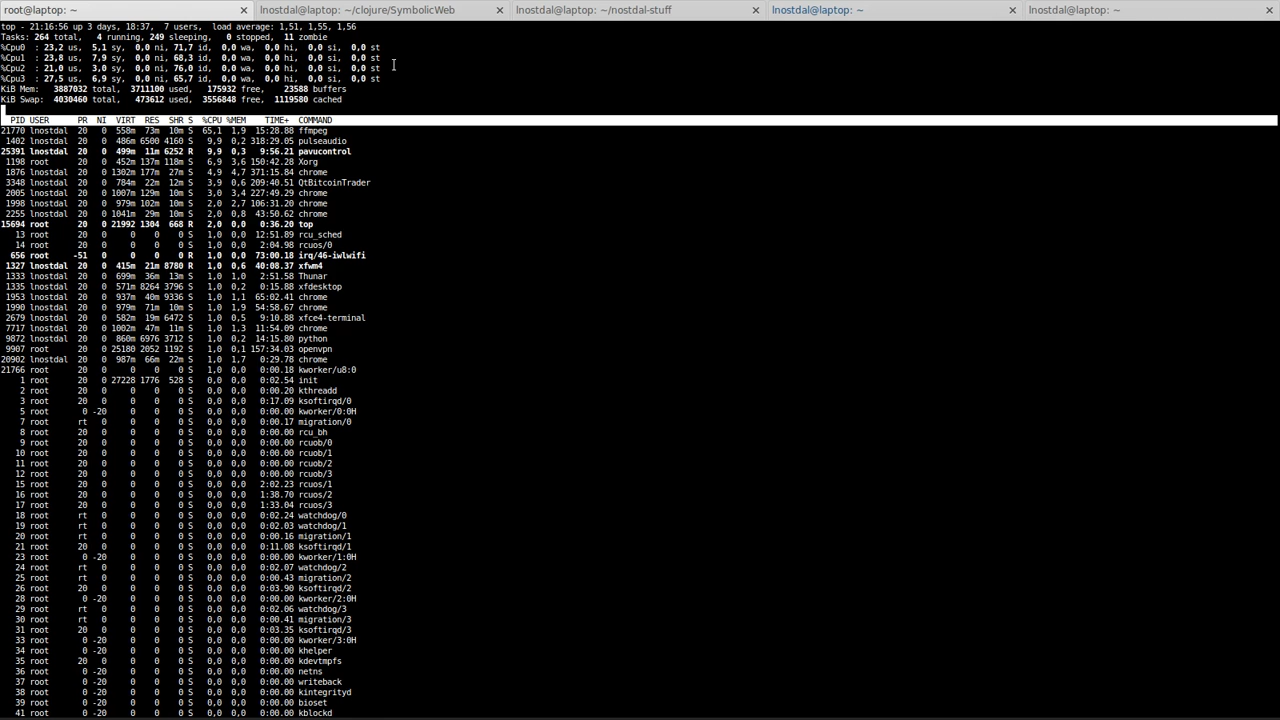 root@laptop: ~
lnostdal@laptop: ~/clojure/SymbolicWeb
lnostdal@laptop: ~/nostdal-stuff
lnostdal@laptop: ~
lnostdal@laptop: ~
top - 21:16:56 up 3 days, 18:37,  7 users,  load average: 1,51, 1,55, 1,56
Tasks: 264 total,   4 running, 249 sleeping,   0 stopped,  11 zombie
%Cpu0  : 23,2 us,  5,1 sy,  0,0 ni, 71,7 id,  0,0 wa,  0,0 hi,  0,0 si,  0,0 st
%Cpu1  : 23,8 us,  7,9 sy,  0,0 ni, 68,3 id,  0,0 wa,  0,0 hi,  0,0 si,  0,0 st
%Cpu2  : 21,0 us,  3,0 sy,  0,0 ni, 76,0 id,  0,0 wa,  0,0 hi,  0,0 si,  0,0 st
%Cpu3  : 27,5 us,  6,9 sy,  0,0 ni, 65,7 id,  0,0 wa,  0,0 hi,  0,0 si,  0,0 st
KiB Mem:   3887032 total,  3711100 used,   175932 free,    23588 buffers
KiB Swap:  4030460 total,   473612 used,  3556848 free,  1119580 cached
PID USER      PR  NI  VIRT  RES  SHR S  %CPU %MEM    TIME+  COMMAND
21770 lnostdal  20   0  558m  73m  10m S  65,1  1,9  15:28.88 ffmpeg
1402 lnostdal  20   0  486m 6500 4160 S   9,9  0,2 318:29.05 pulseaudio
25391 lnostdal  20   0  499m  11m 6252 R   9,9  0,3   9:56.21 pavucontrol
1198 root      20   0  452m 137m 118m S   6,9  3,6 150:42.28 Xorg
1876 lnostdal  20   0 1302m 177m  27m S   4,9  4,7 371:15.84 chrome
3348 lnostdal  20   0  784m  22m  12m S   3,9  0,6 209:40.51 QtBitcoinTrader
2005 lnostdal  20   0 1007m 129m  10m S   3,0  3,4 227:49.29 chrome
1998 lnostdal  20   0  979m 102m  10m S   2,0  2,7 106:31.20 chrome
2255 lnostdal  20   0 1041m  29m  10m S   2,0  0,8  43:50.62 chrome
15694 root      20   0 21992 1304  668 R   2,0  0,0   0:36.20 top
13 root      20   0     0    0    0 S   1,0  0,0  12:51.89 rcu_sched
14 root      20   0     0    0    0 S   1,0  0,0   2:04.98 rcuos/0
656 root     -51   0     0    0    0 R   1,0  0,0  73:00.18 irq/46-iwlwifi
1327 lnostdal  20   0  415m  21m 8780 R   1,0  0,6  40:08.37 xfwm4
1333 lnostdal  20   0  699m  36m  13m S   1,0  1,0   2:51.58 Thunar
1335 lnostdal  20   0  571m 8264 3796 S   1,0  0,2   0:15.88 xfdesktop
1953 lnostdal  20   0  937m  40m 9336 S   1,0  1,1  65:02.41 chrome
1990 lnostdal  20   0  979m  71m  10m S   1,0  1,9  54:58.67 chrome
2679 lnostdal  20   0  582m  19m 6472 S   1,0  0,5   9:10.88 xfce4-terminal
7717 lnostdal  20   0 1002m  47m  11m S   1,0  1,3  11:54.09 chrome
9872 lnostdal  20   0  860m 6976 3712 S   1,0  0,2  14:15.80 python
9907 root      20   0 25180 2052 1192 S   1,0  0,1 157:34.03 openvpn
20902 lnostdal  20   0  987m  66m  22m S   1,0  1,7   0:29.78 chrome
21766 root      20   0     0    0    0 S   1,0  0,0   0:00.18 kworker/u8:0
1 root      20   0 27228 1776  528 S   0,0  0,0   0:02.54 init
2 root      20   0     0    0    0 S   0,0  0,0   0:00.20 kthreadd
3 root      20   0     0    0    0 S   0,0  0,0   0:17.09 ksoftirqd/0
5 root       0 -20     0    0    0 S   0,0  0,0   0:00.00 kworker/0:0H
7 root      rt   0     0    0    0 S   0,0  0,0   0:00.17 migration/0
8 root      20   0     0    0    0 S   0,0  0,0   0:00.00 rcu_bh
9 root      20   0     0    0    0 S   0,0  0,0   0:00.00 rcuob/0
10 root      20   0     0    0    0 S   0,0  0,0   0:00.00 rcuob/1
11 root      20   0     0    0    0 S   0,0  0,0   0:00.00 rcuob/2
12 root      20   0     0    0    0 S   0,0  0,0   0:00.00 rcuob/3
15 root      20   0     0    0    0 S   0,0  0,0   2:02.23 rcuos/1
16 root      20   0     0    0    0 S   0,0  0,0   1:38.70 rcuos/2
17 root      20   0     0    0    0 S   0,0  0,0   1:33.04 rcuos/3
18 root      rt   0     0    0    0 S   0,0  0,0   0:02.24 watchdog/0
19 root      rt   0     0    0    0 S   0,0  0,0   0:02.03 watchdog/1
20 root      rt   0     0    0    0 S   0,0  0,0   0:00.16 migration/1
21 root      20   0     0    0    0 S   0,0  0,0   0:11.08 ksoftirqd/1
23 root       0 -20     0    0    0 S   0,0  0,0   0:00.00 kworker/1:0H
24 root      rt   0     0    0    0 S   0,0  0,0   0:02.07 watchdog/2
25 root      rt   0     0    0    0 S   0,0  0,0   0:00.43 migration/2
26 root      20   0     0    0    0 S   0,0  0,0   0:03.90 ksoftirqd/2
28 root       0 -20     0    0    0 S   0,0  0,0   0:00.00 kworker/2:0H
29 root      rt   0     0    0    0 S   0,0  0,0   0:02.06 watchdog/3
30 root      rt   0     0    0    0 S   0,0  0,0   0:00.41 migration/3
31 root      20   0     0    0    0 S   0,0  0,0   0:03.35 ksoftirqd/3
33 root       0 -20     0    0    0 S   0,0  0,0   0:00.00 kworker/3:0H
34 root       0 -20     0    0    0 S   0,0  0,0   0:00.00 khelper
35 root      20   0     0    0    0 S   0,0  0,0   0:00.00 kdevtmpfs
36 root       0 -20     0    0    0 S   0,0  0,0   0:00.00 netns
37 root       0 -20     0    0    0 S   0,0  0,0   0:00.00 writeback
38 root       0 -20     0    0    0 S   0,0  0,0   0:00.00 kintegrityd
39 root       0 -20     0    0    0 S   0,0  0,0   0:00.00 bioset
41 root       0 -20     0    0    0 S   0,0  0,0   0:00.00 kblockd